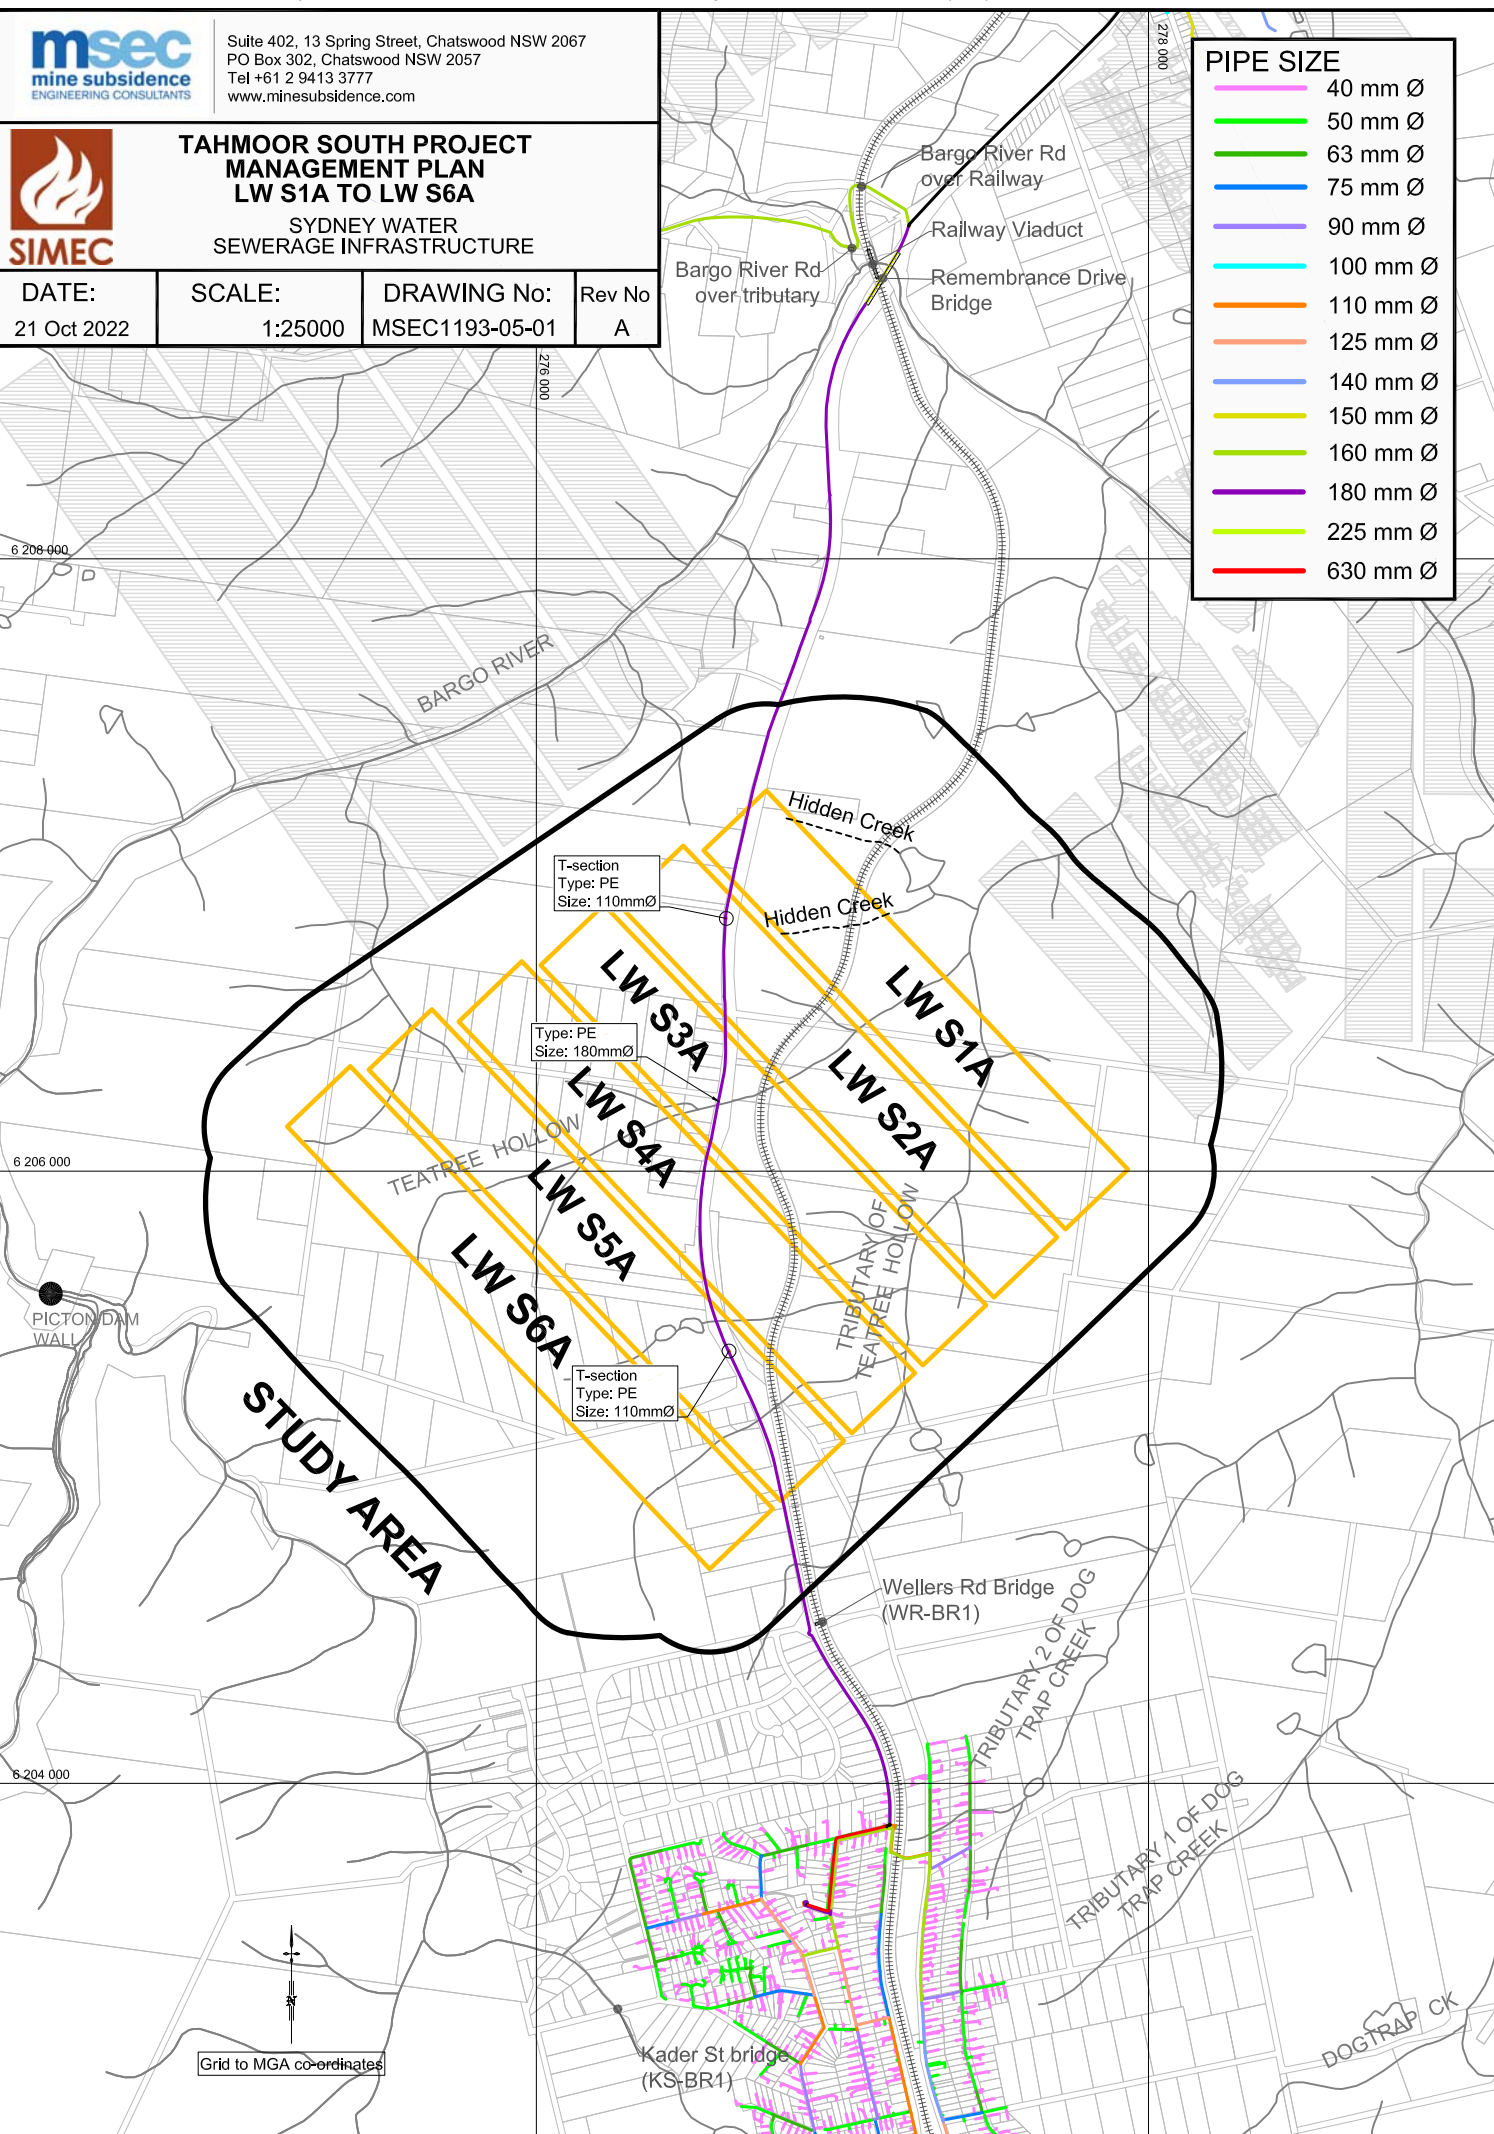 msec
mine subsidence
ENGINEERING CONSULTANTS
Suite 402, 13 Spring Street, Chatswood NSW 2067
PO Box 302, Chatswood NSW 2057
Tel +61 2 9413 3777
www.minesubsidence.com
SIMEC
TAHMOOR SOUTH PROJECT
MANAGEMENT PLAN
LW S1A TO LW S6A
SYDNEY WATER
SEWERAGE INFRASTRUCTURE
DATE:
21 Oct 2022
SCALE:
1:25000
DRAWING No:
MSEC1193-05-01
Rev No
A
PIPE SIZE
40 mm Ø
50 mm Ø
63 mm Ø
75 mm Ø
90 mm Ø
100 mm Ø
110 mm Ø
125 mm Ø
140 mm Ø
150 mm Ø
160 mm Ø
180 mm Ø
225 mm Ø
630 mm Ø
278 000
276 000
Bargo River Rd
over Railway
Railway Viaduct
Bargo River Rd
over tributary
Remembrance Drive
Bridge
6 208 000
BARGO RIVER
Hidden Creek
T-section
Type: PE
Size: 110mmØ
Hidden Creek
LW S3A
LW S1A
Type: PE
Size: 180mmØ
LW S2A
LW S4A
TEATREE HOLLOW
6 206 000
LW S5A
TRIBUTARY OF
TEATREE HOLLOW
LW S6A
PICTON DAM
WALL
T-section
Type: PE
Size: 110mmØ
STUDY AREA
Wellers Rd Bridge
(WR-BR1)
TRIBUTARY 2 OF DOG
TRAP CREEK
6 204 000
TRIBUTARY 1 OF DOG
TRAP CREEK
N
Grid to MGA co-ordinates
Kader St bridge
(KS-BR1)
DOGTRAP CK